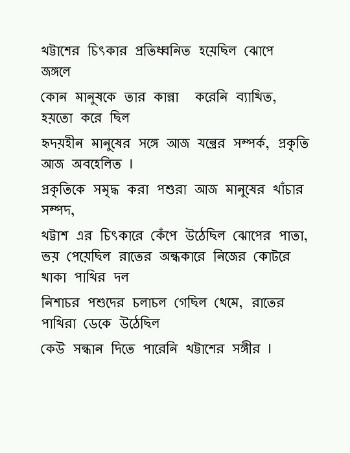 খট্টাশের চিৎকার প্রতিধ্বনিত হয়েছিল ঝোপে
জঙ্গলে
কোন মানুষকে তার কান্না করেনি ব্যাথিত,
হয়তো করে ছিল
হৃদয়হীন মানুষের সঙ্গে আজ যন্ত্রের সম্পর্ক, প্রকৃতি
আজ অবহেলিত ।
প্রকৃতিকে সমৃদ্ধ করা পশুরা আজ মানুষের খাঁচার
সম্পদ,
খট্টাশ এর চিৎকারে কেঁপে উঠেছিল ঝোপের পাতা,
ভয় পেয়েছিল রাতের অন্ধকারে নিজের কোটরে
থাকা পাখির দল
নিশাচর পশুদের চলাচল গেছিল থেমে, রাতের
পাখিরা ডেকে উঠেছিল
কেউ সন্ধান দিতে পারেনি খট্টাশের সঙ্গীর ।